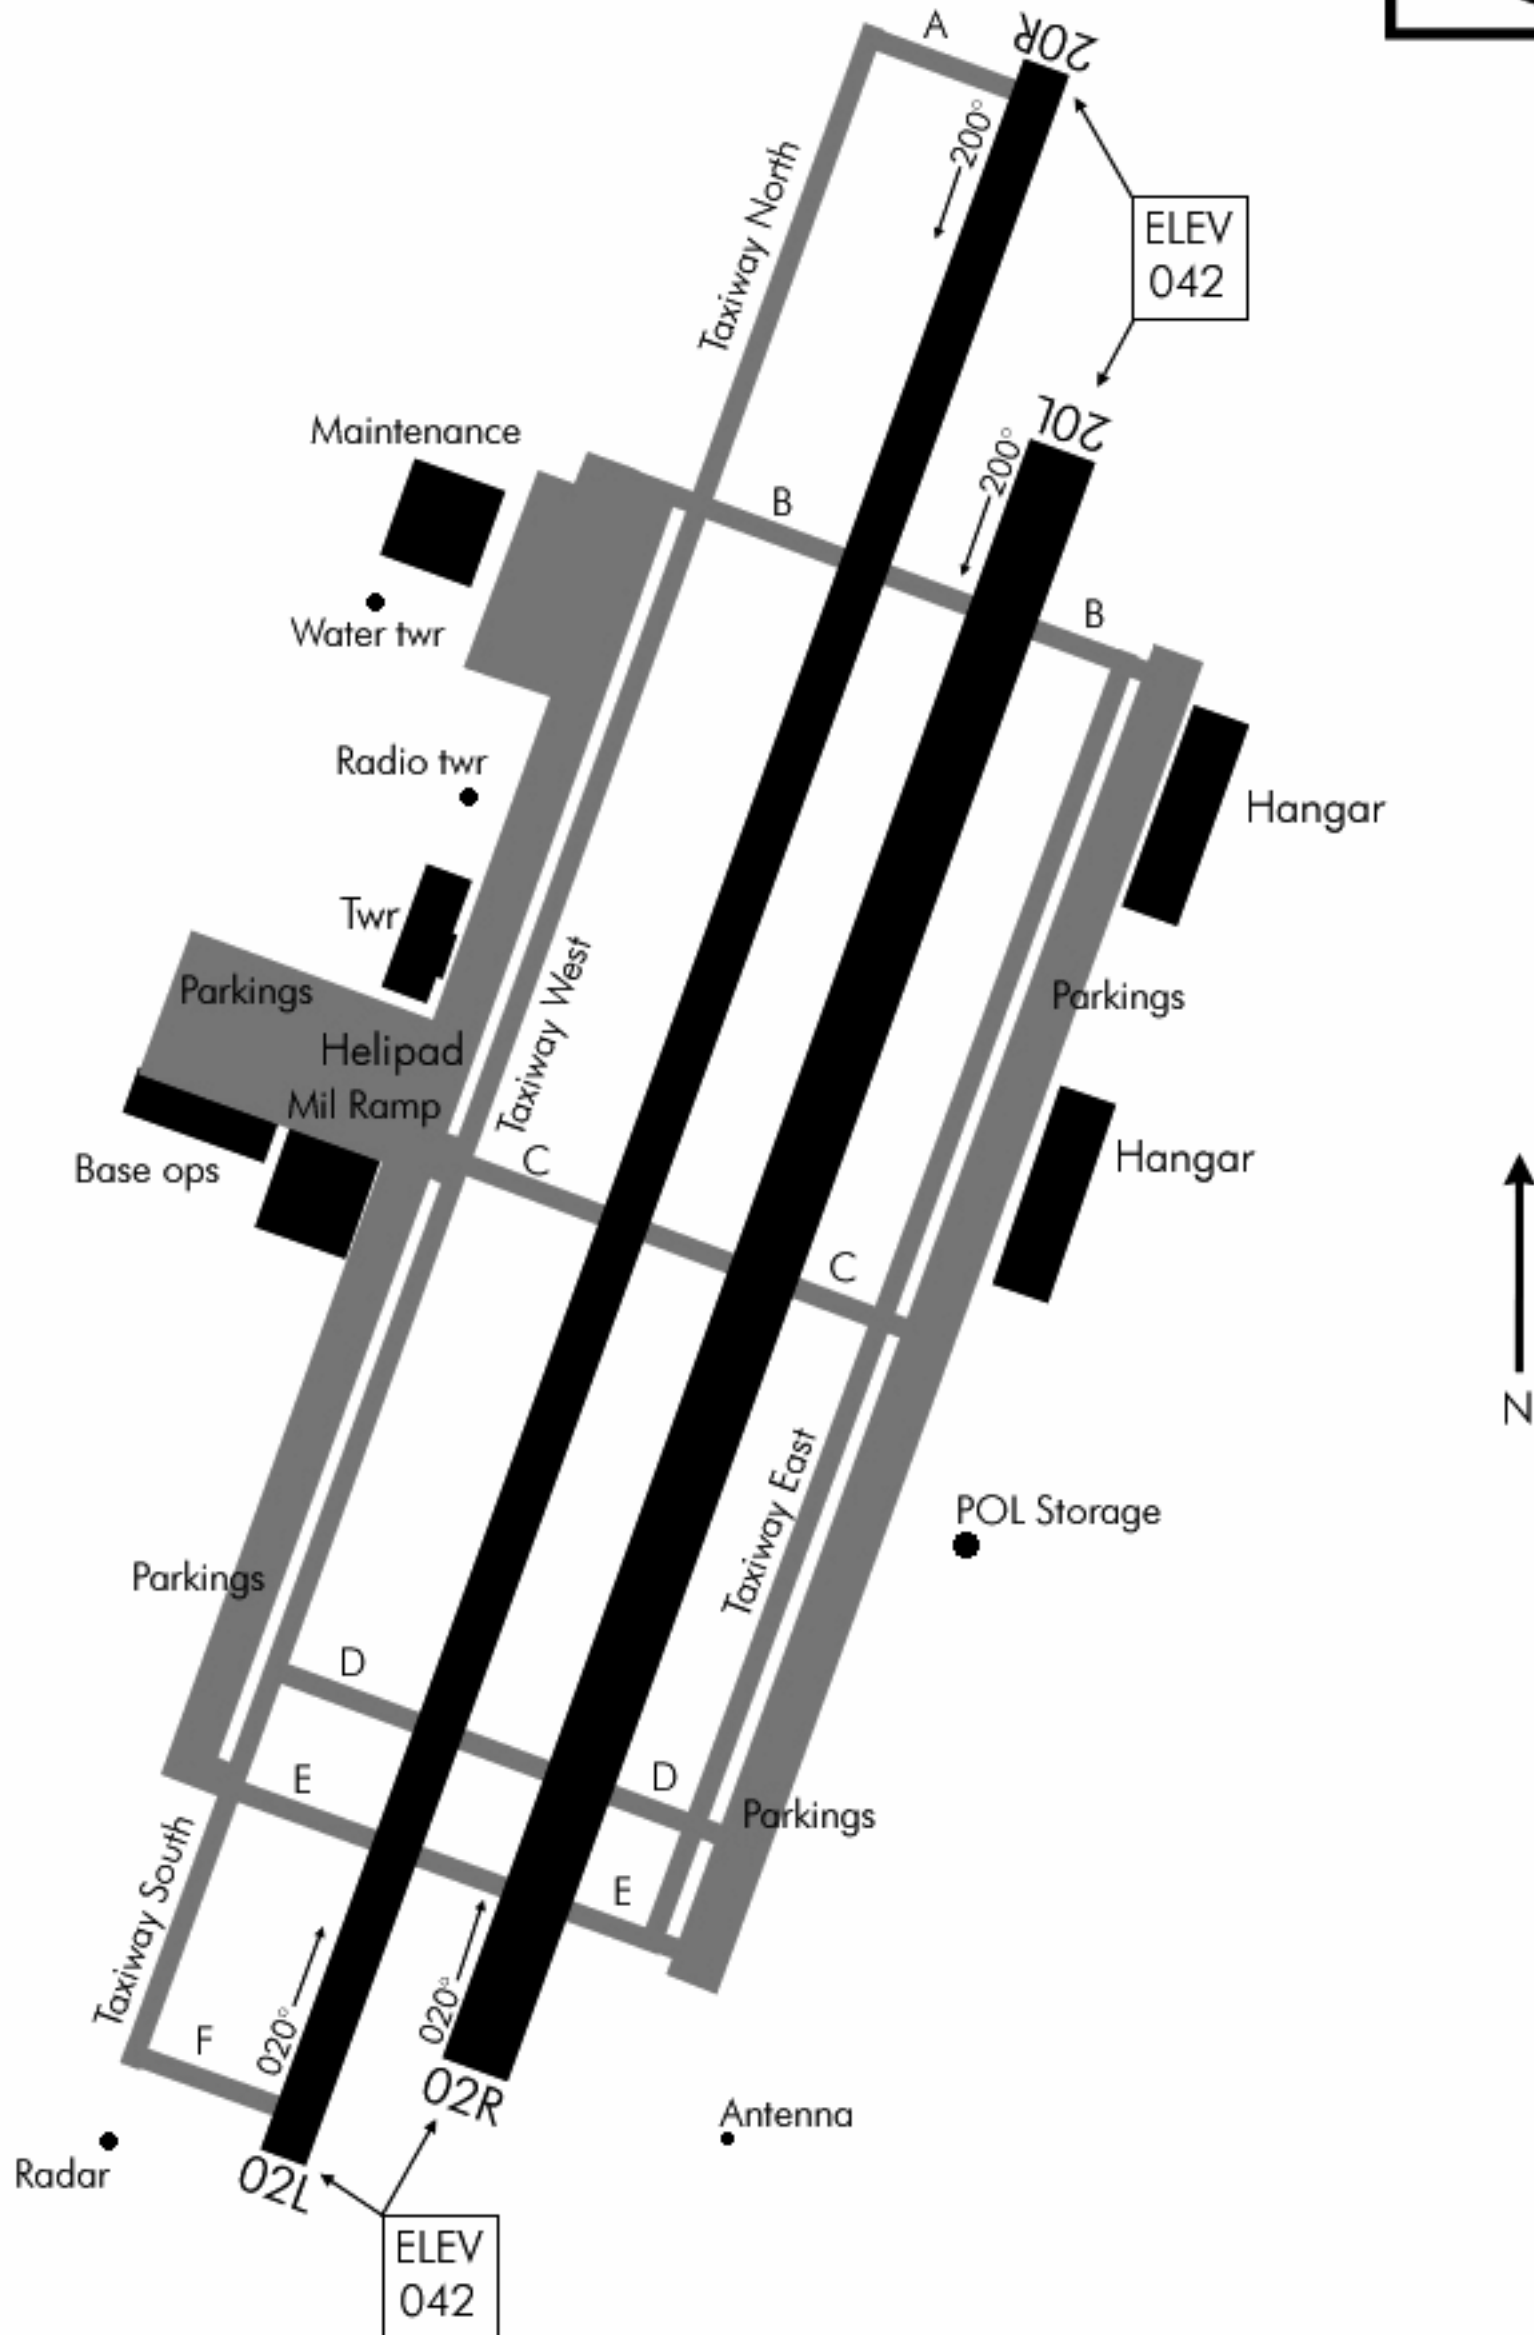 A
20R
200°
Taxiway North
ELEV
042
20L
200°
Maintenance
B
B
Water twr
Radio twr
Hangar
Twr
Taxiway West
Parkings
Parkings
Helipad
Mil Ramp
C
Base ops
Hangar
C
N
Taxiway East
POL Storage
Parkings
D
D
E
Parkings
Taxiway South
E
020°
020°
F
02R
Antenna
Radar
02L
ELEV
042